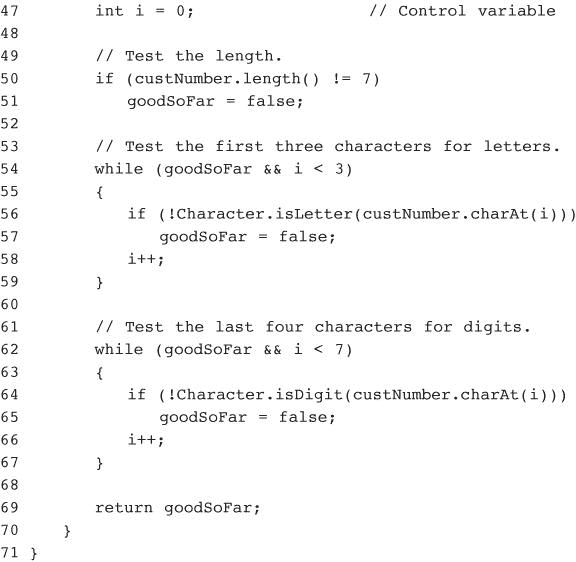 47        int i = 0;                   // Control variable
48
49        // Test the length.
50        if (custNumber.length() != 7)
51           goodSoFar = false;
52
53        // Test the first three characters for letters.
54        while (goodSoFar && i < 3)
55        {
56           if (!Character.isLetter(custNumber.charAt(i)))
57              goodSoFar = false;
58           i++;
59        }
60
61        // Test the last four characters for digits.
62        while (goodSoFar && i < 7)
63        {
64           if (!Character.isDigit(custNumber.charAt(i)))
65              goodSoFar = false;
66           i++;
67        }
68
69        return goodSoFar;
70     }
71 }